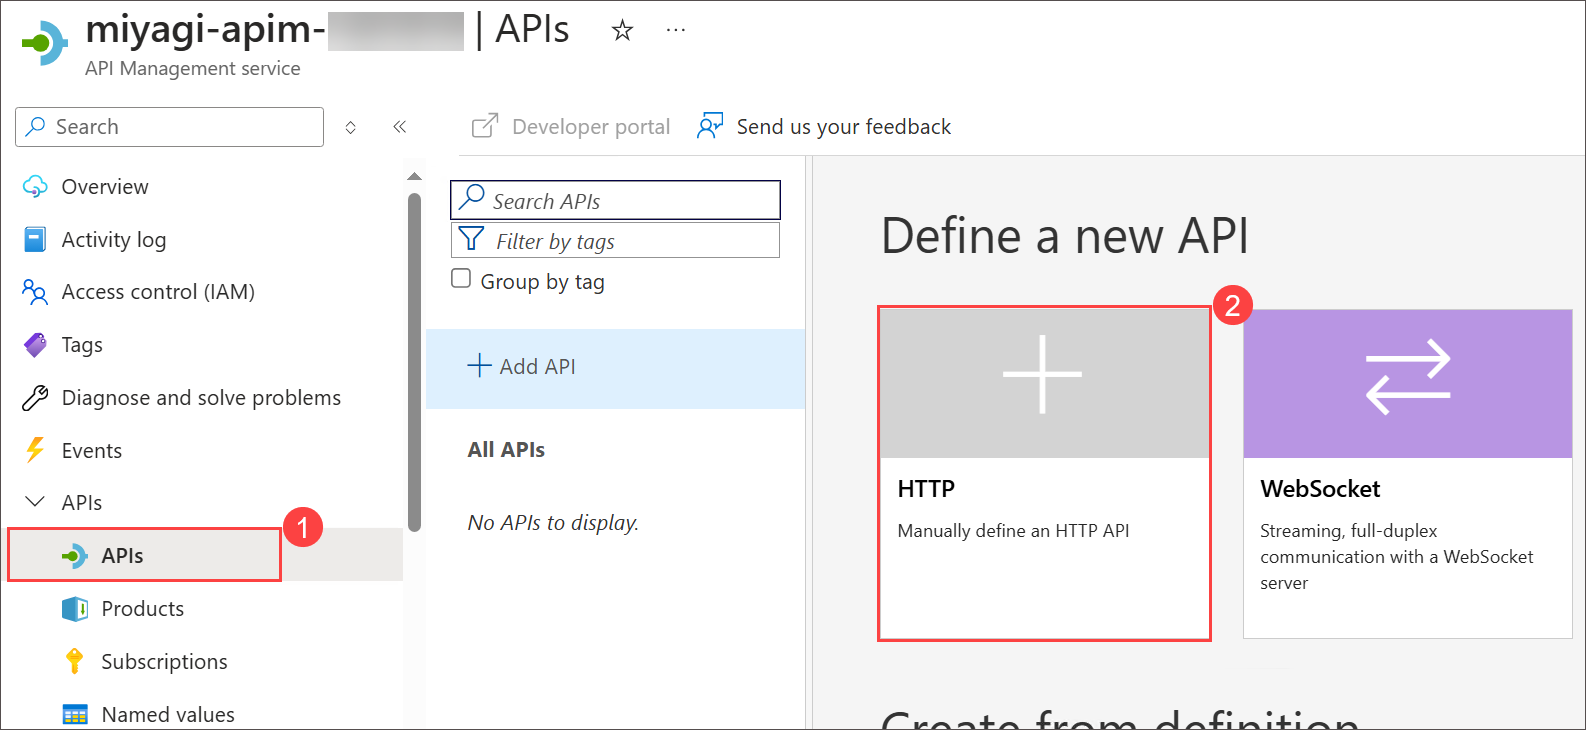 miyagi-apim- | APIs
API Management service
Search
Developer portal
Send us your feedback
Overview
Activity log
Access control (IAM)
Tags
Diagnose and solve problems
Events
APIs
1
APIs
Products
Subscriptions
Named values
Search APIs
Filter by tags
Group by tag
Add API
All APIs
No APIs to display.
Define a new API
2
HTTP
Manually define an HTTP API
WebSocket
Streaming, full-duplex
communication with a WebSocket
server
Create from definition